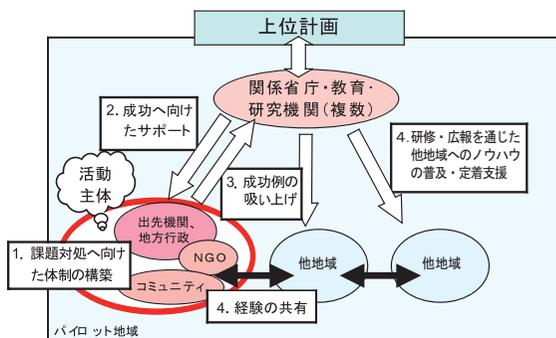 上位計画
関係省庁・教育・
研究機関(複数)
2. 成功へ向け
たサポート
4. 研修・広報を通じた
他地域へのノウハウ
の普及・定着支援
3. 成功例の
吸い上げ
活動
主体
出先機関、
地方行政
1. 課題対処へ向け
た体制の構築
NGO
コミュニティ
他地域
他地域
4. 経験の共有
パイロット地域